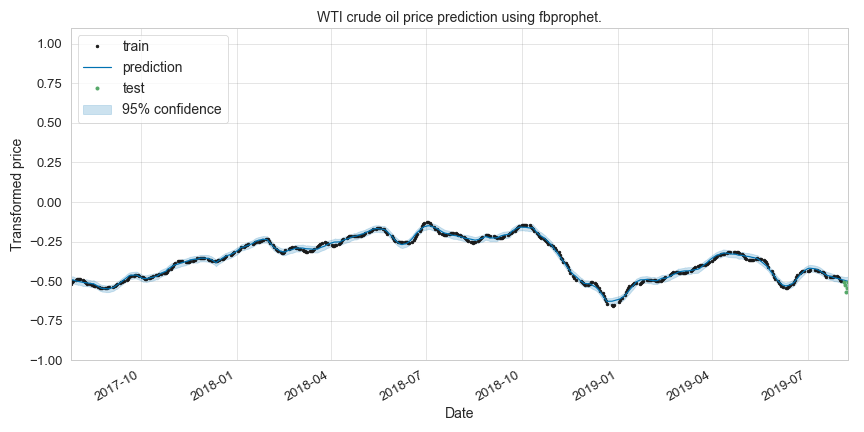 WTI crude oil price prediction using fbprophet.
train
prediction
test
95% confidence
Transformed price
1.00
0.75
0.50
0.25
0.00
−0.25
−0.50
−0.75
−1.00
2017-10
2018-01
2018-04
2018-07
2018-10
2019-01
2019-04
2019-07
Date